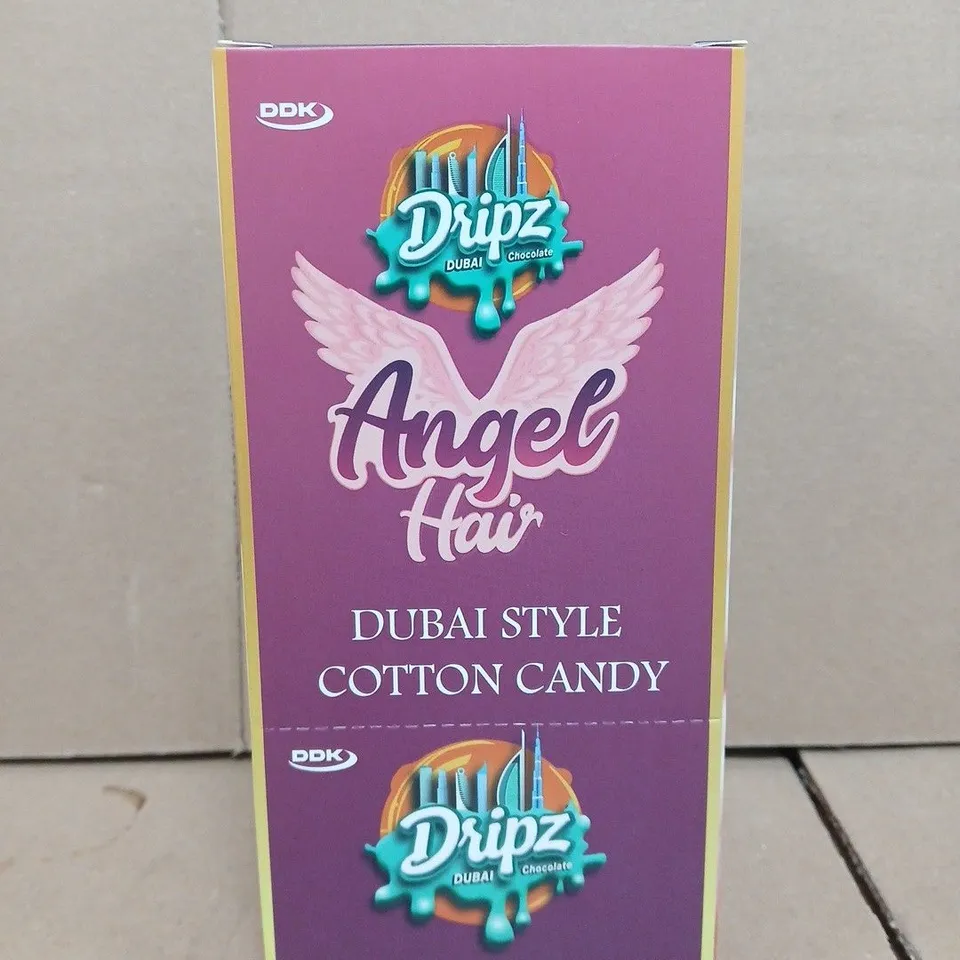 DDK
Dripz
DUBAI Chocolate
Angel
Hair
DUBAI STYLE
COTTON CANDY
DDK
Dripz
DUBAI Chocolate